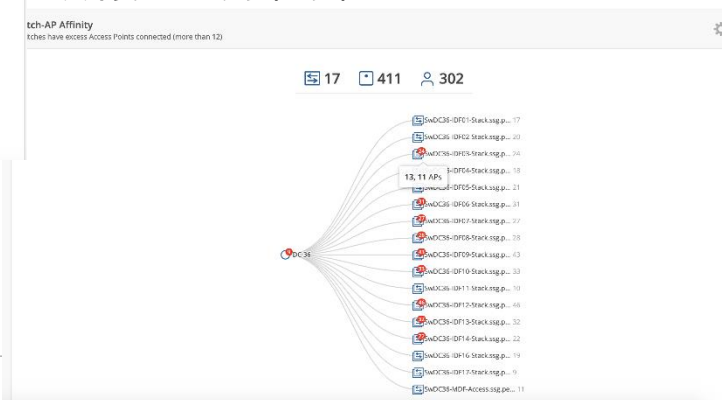 tch-AP Affinity
tches have excess Access Points connected (more than 12)
17 411 302
SwDC36-IDF01-Stack.ssg.p... 17
SwDC36-IDF02-Stack.ssg.p... 20
SwDC36-IDF03-Stack.ssg.p... 24
-IDF04-Stack.ssg.p... 18
13, 11 APs
SwDC36-IDF05-Stack.ssg.p... 21
SwDC36-IDF06-Stack.ssg.p... 31
SwDC36-IDF07-Stack.ssg.p... 27
SwDC36-IDF08-Stack.ssg.p... 28
SwDC36-IDF09-Stack.ssg.p... 43
DC 36
SwDC36-IDF10-Stack.ssg.p... 33
SwDC36-IDF11-Stack.ssg.p... 10
SwDC36-IDF12-Stack.ssg.p... 46
SwDC36-IDF13-Stack.ssg.p... 32
SwDC36-IDF14-Stack.ssg.p... 22
SwDC36-IDF16-Stack.ssg.p... 19
SwDC36-IDF17-Stack.ssg.p... 9
SwDC36-MDF-Access.ssg.pe... 11